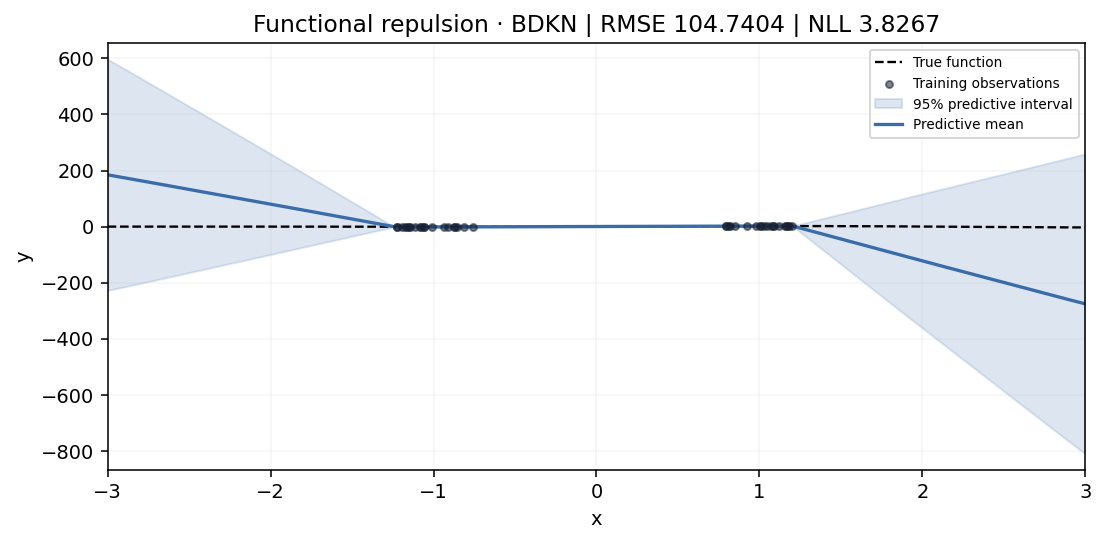 Functional repulsion · BDKN | RMSE 104.7404 | NLL 3.8267
True function
Training observations
95% predictive interval
Predictive mean
600
400
200
0
−200
−400
−600
−800
y
−3
−2
−1
0
1
2
3
x